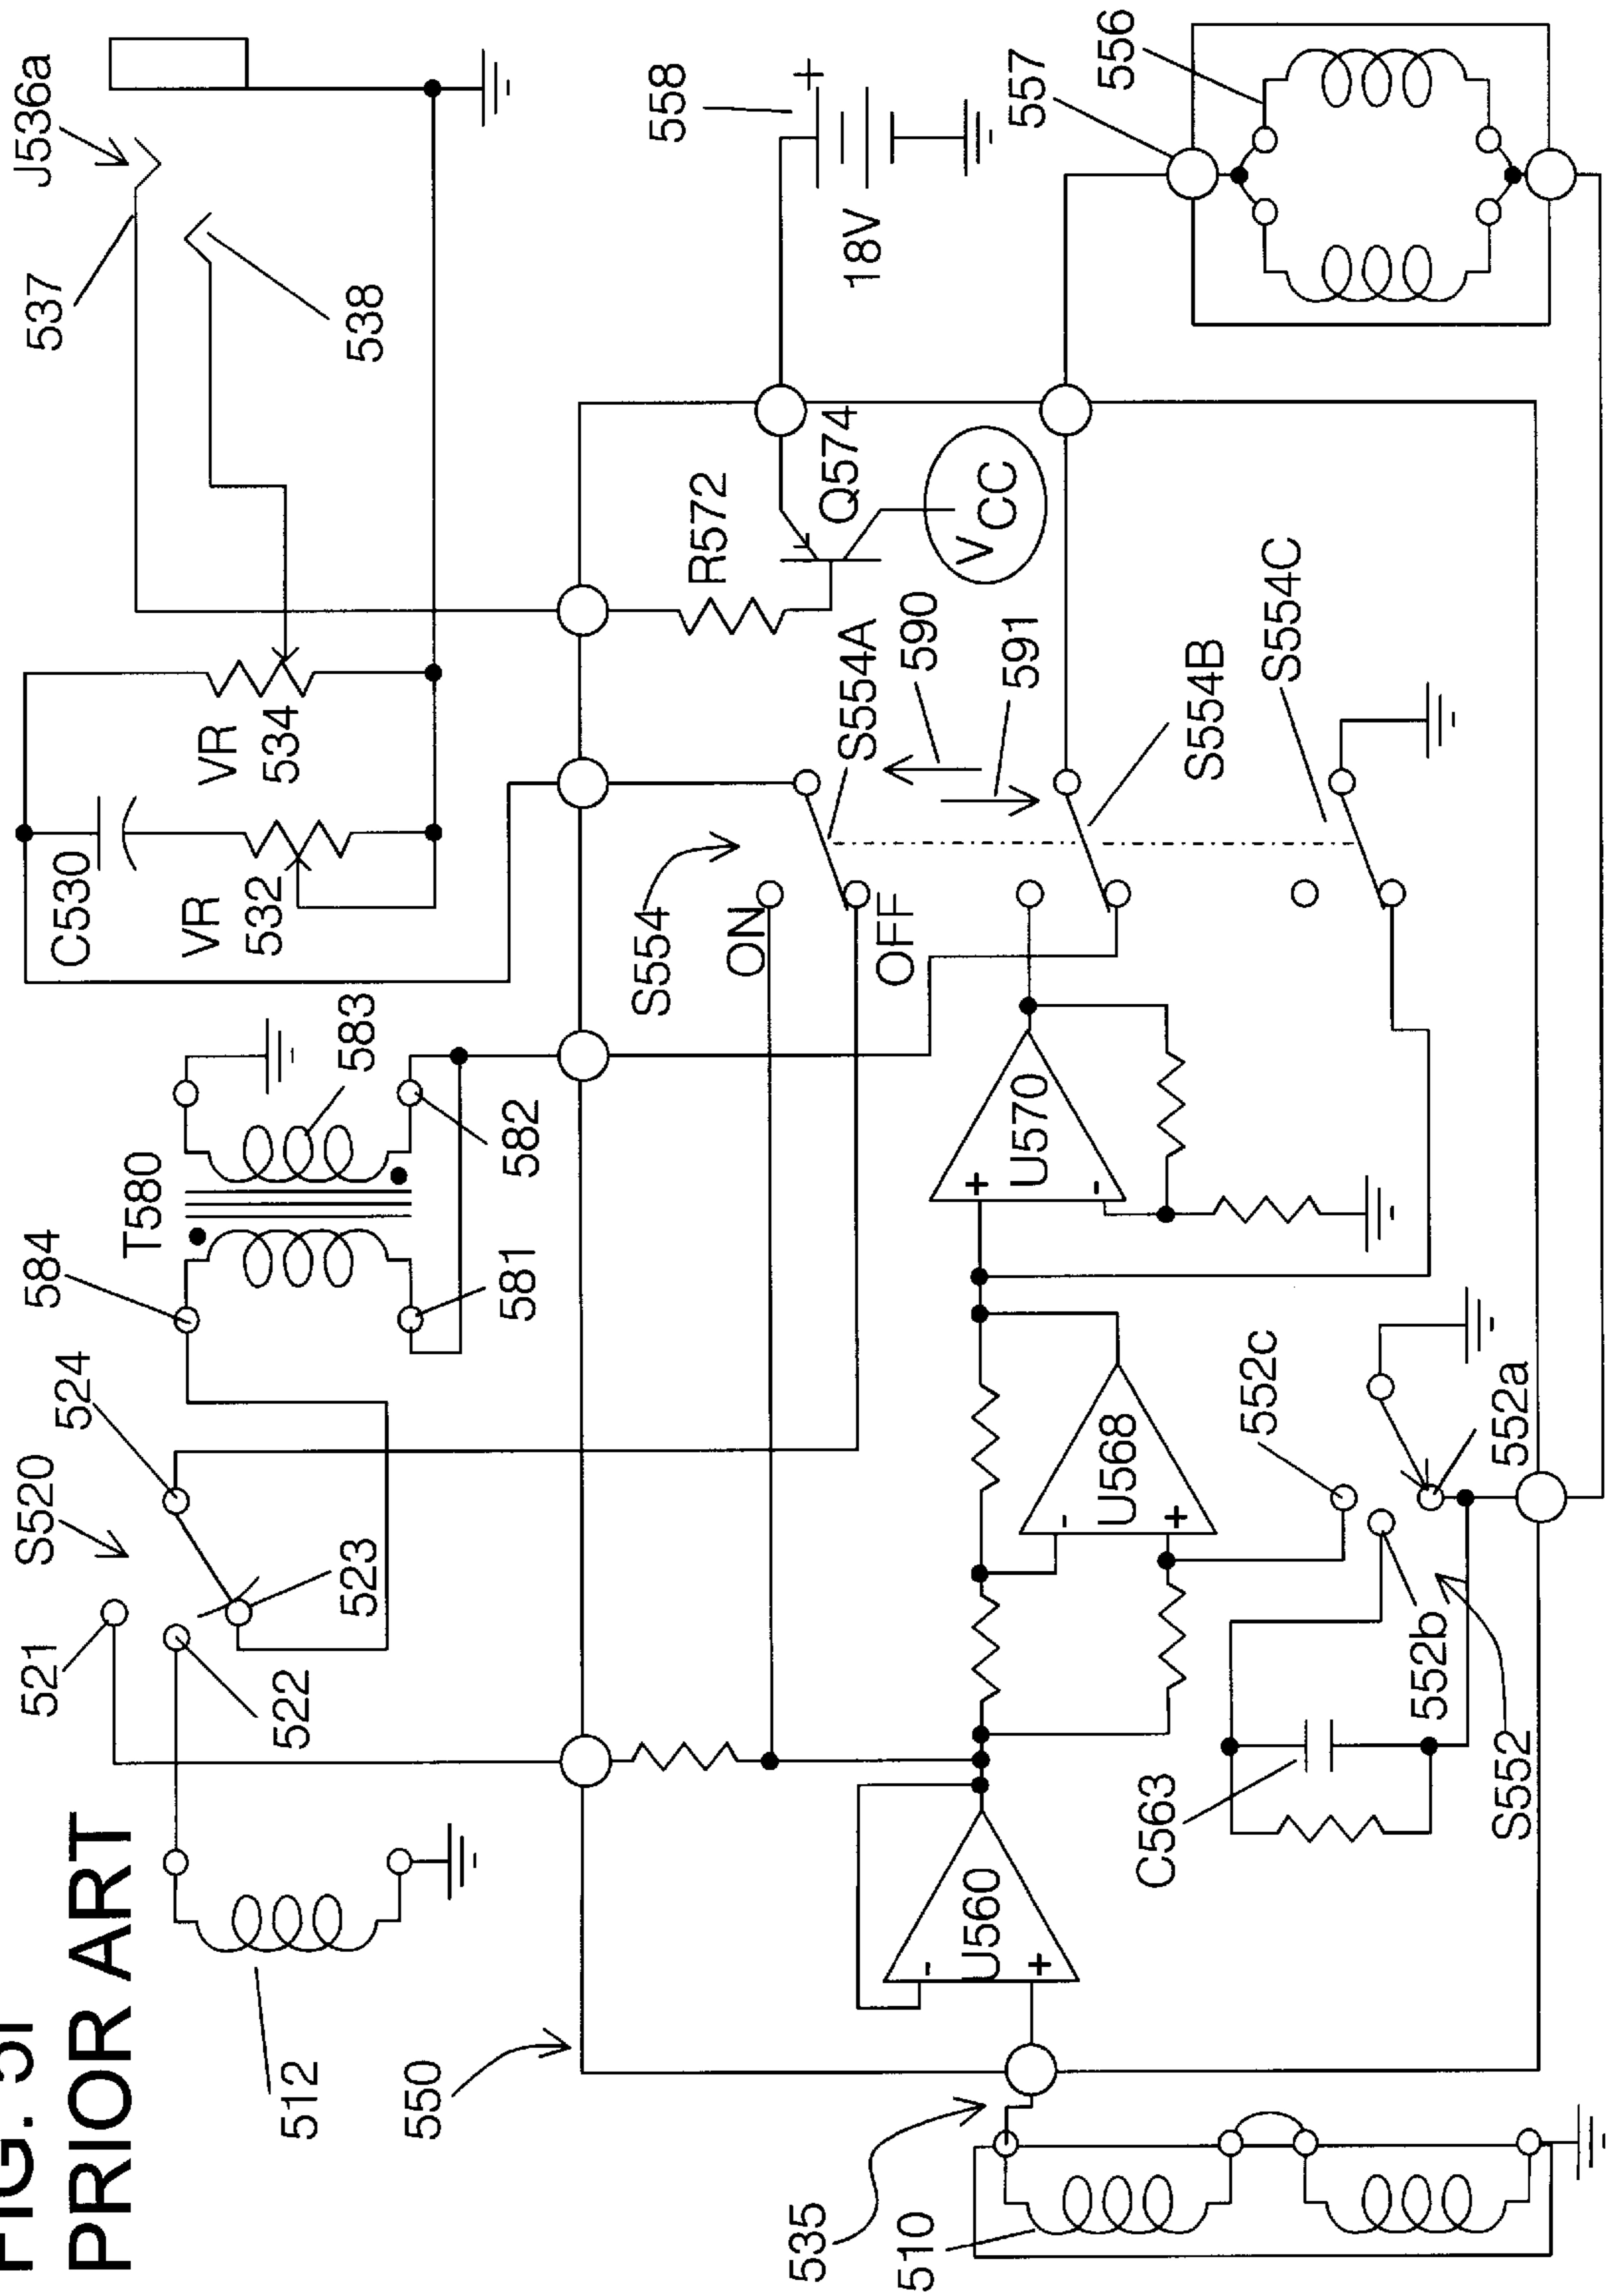 FIG. 5I
PRIOR ART
521
S520
524
584
T580
583
C530
VR
532
VR
534
537
J536a
538
522
523
581
582
512
550
S554
ON
OFF
S554A
590
591
R572
Q574
VCC
558
+
18V
S554B
S554C
557
556
535
510
-
U560
+
-
U568
+
+
U570
-
C563
552b
S552
552c
552a